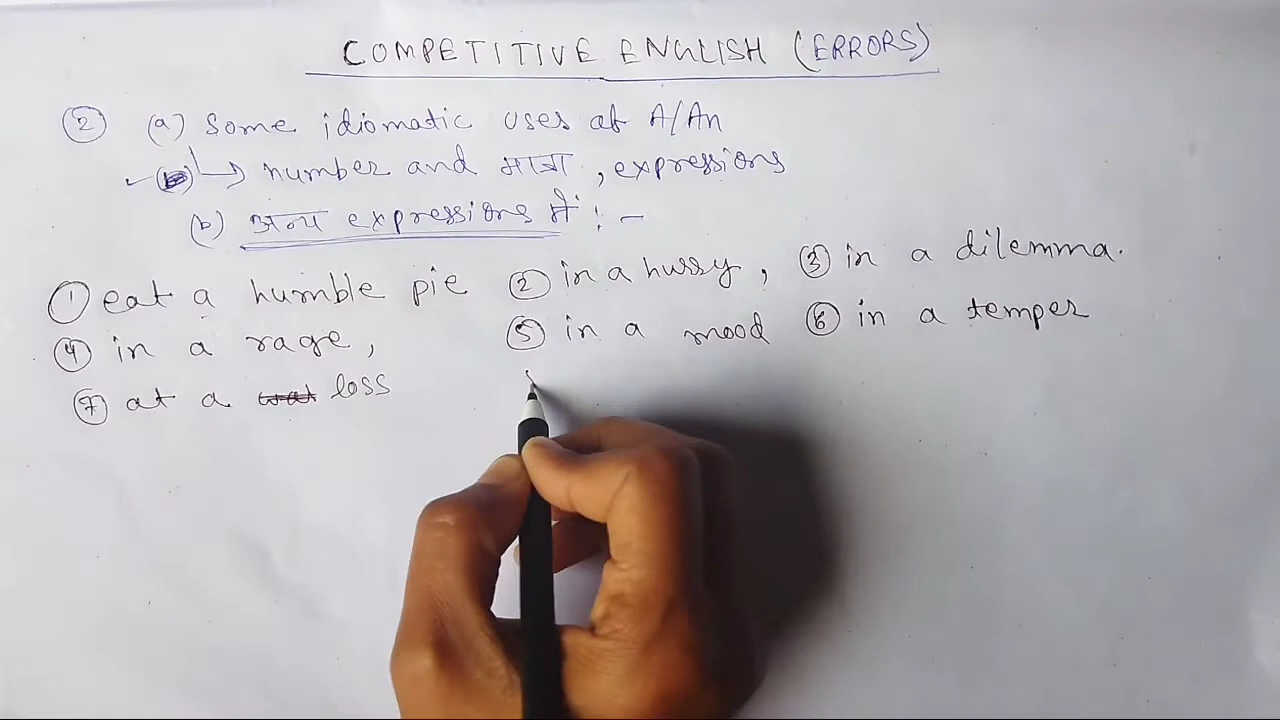 COMPETITIVE ENGLISH (ERRORS)
② (a) Some idiomatic uses of A/An
↳ number and मात्रा , expressions
(b) अन्य expressions में : -
① eat a humble pie ② in a hurry , ③ in a dilemma.
④ in a rage , ⑤ in a mood ⑥ in a temper
⑦ at a loss